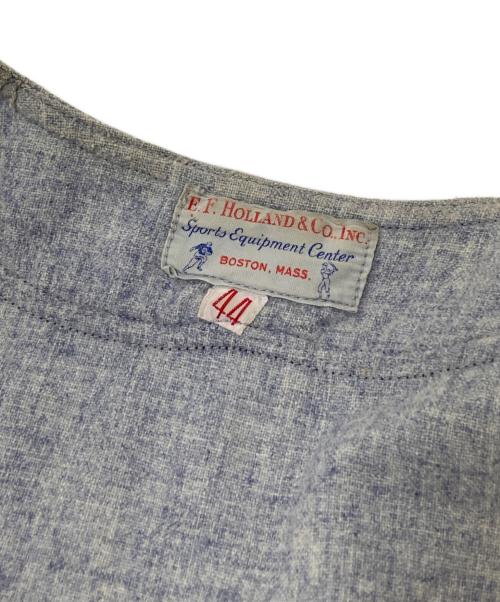 E. F. HOLLAND & CO., INC.
Sports Equipment Center
BOSTON, MASS.
44